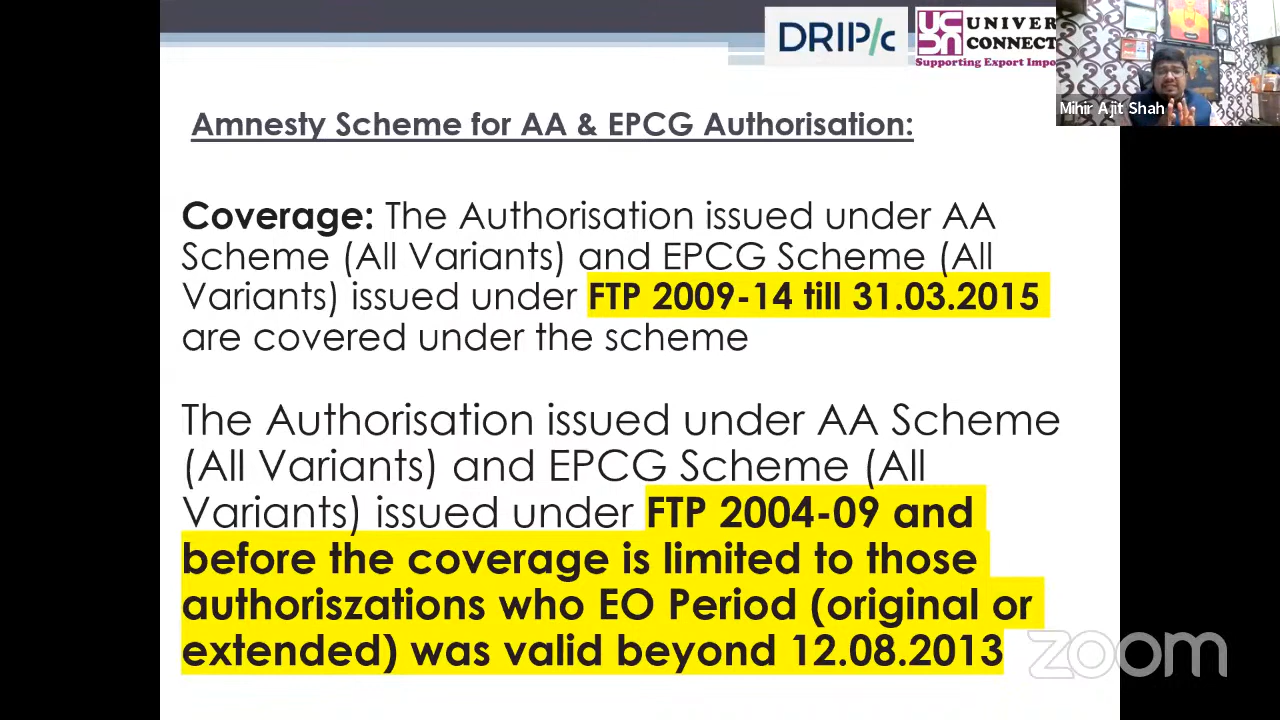 DRIP/c
UNIVER
CONNECT
Supporting Export Impo
Mihir Ajit Shah
Amnesty Scheme for AA & EPCG Authorisation:
Coverage: The Authorisation issued under AA
Scheme (All Variants) and EPCG Scheme (All
Variants) issued under FTP 2009-14 till 31.03.2015
are covered under the scheme
The Authorisation issued under AA Scheme
(All Variants) and EPCG Scheme (All
Variants) issued under FTP 2004-09 and
before the coverage is limited to those
authoriszations who EO Period (original or
extended) was valid beyond 12.08.2013
zoom